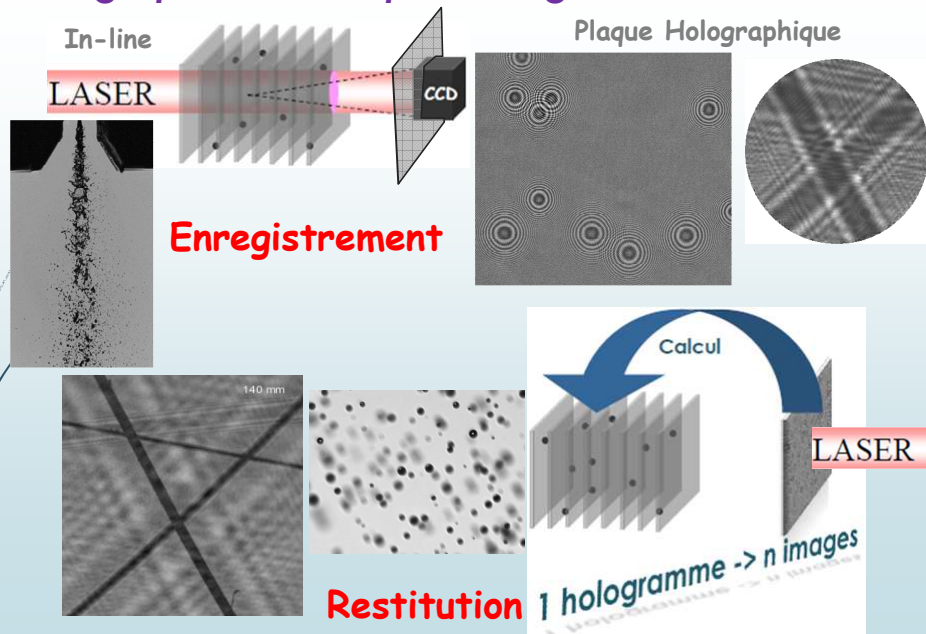 In-line
Plaque Holographique
LASER
CCD
Enregistrement
Calcul
140 mm
LASER
1 hologramme -> n images
Restitution